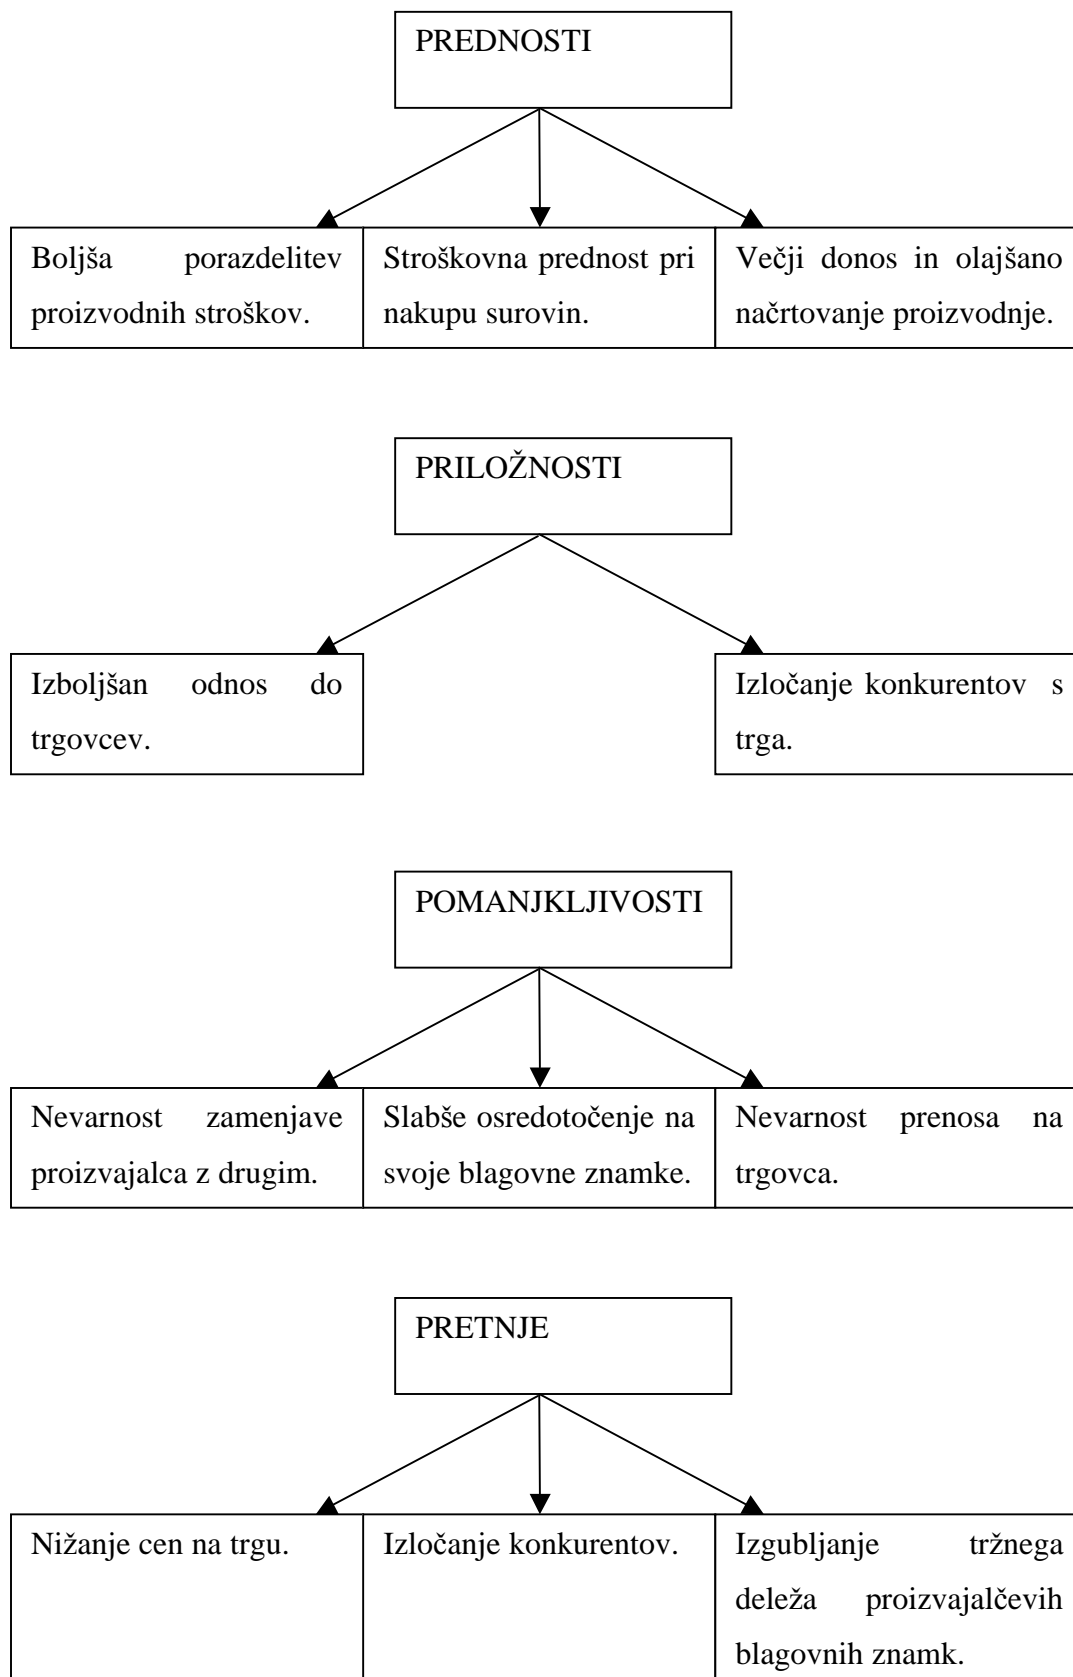 PREDNOSTI
Boljša porazdelitev
proizvodnih stroškov.
Stroškovna prednost pri
nakupu surovin.
Večji donos in olajšano
načrtovanje proizvodnje.
PRILOŽNOSTI
Izboljšan odnos do
trgovcev.
Izločanje konkurentov s
trga.
POMANJKLJIVOSTI
Nevarnost zamenjave
proizvajalca z drugim.
Slabše osredotočenje na
svoje blagovne znamke.
Nevarnost prenosa na
trgovca.
PRETNJE
Nižanje cen na trgu.
Izločanje konkurentov.
Izgubljanje tržnega
deleža proizvajalčevih
blagovnih znamk.